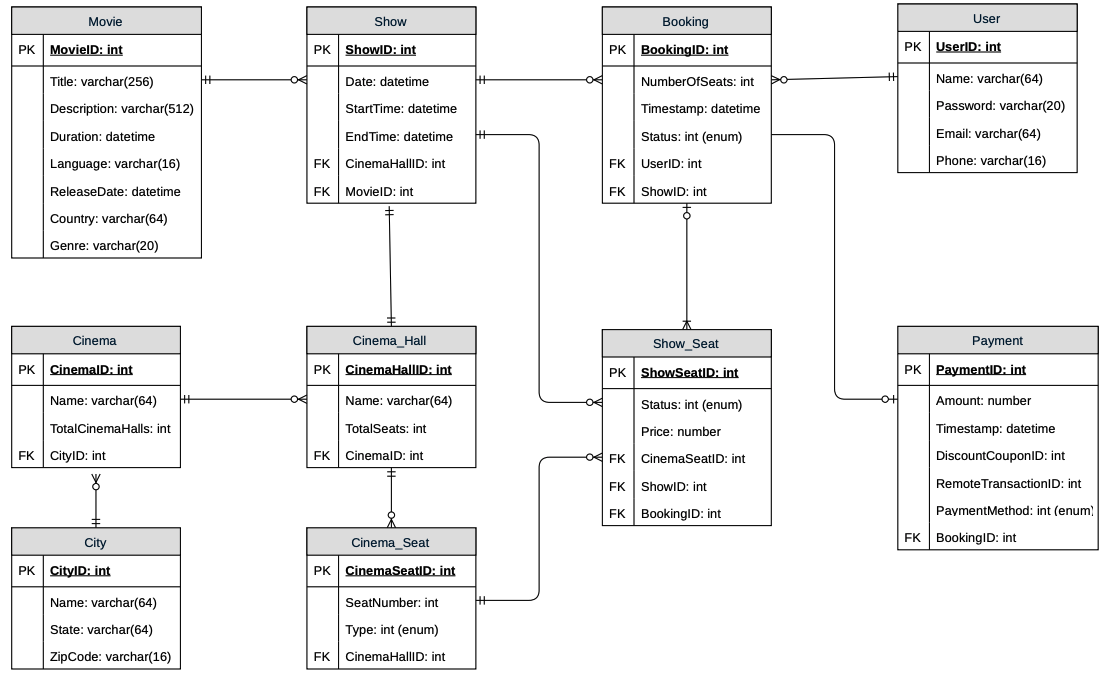 Movie
PK MovieID: int
Title: varchar(256)
Description: varchar(512)
Duration: datetime
Language: varchar(16)
ReleaseDate: datetime
Country: varchar(64)
Genre: varchar(20)
Show
PK ShowID: int
Date: datetime
StartTime: datetime
EndTime: datetime
FK CinemaHallID: int
FK MovieID: int
Booking
PK BookingID: int
NumberOfSeats: int
Timestamp: datetime
Status: int (enum)
FK UserID: int
FK ShowID: int
User
PK UserID: int
Name: varchar(64)
Password: varchar(20)
Email: varchar(64)
Phone: varchar(16)
Cinema
PK CinemaID: int
Name: varchar(64)
TotalCinemaHalls: int
FK CityID: int
Cinema_Hall
PK CinemaHallID: int
Name: varchar(64)
TotalSeats: int
FK CinemaID: int
Show_Seat
PK ShowSeatID: int
Status: int (enum)
Price: number
FK CinemaSeatID: int
FK ShowID: int
FK BookingID: int
Payment
PK PaymentID: int
Amount: number
Timestamp: datetime
DiscountCouponID: int
RemoteTransactionID: int
PaymentMethod: int (enum)
FK BookingID: int
City
PK CityID: int
Name: varchar(64)
State: varchar(64)
ZipCode: varchar(16)
Cinema_Seat
PK CinemaSeatID: int
SeatNumber: int
Type: int (enum)
FK CinemaHallID: int